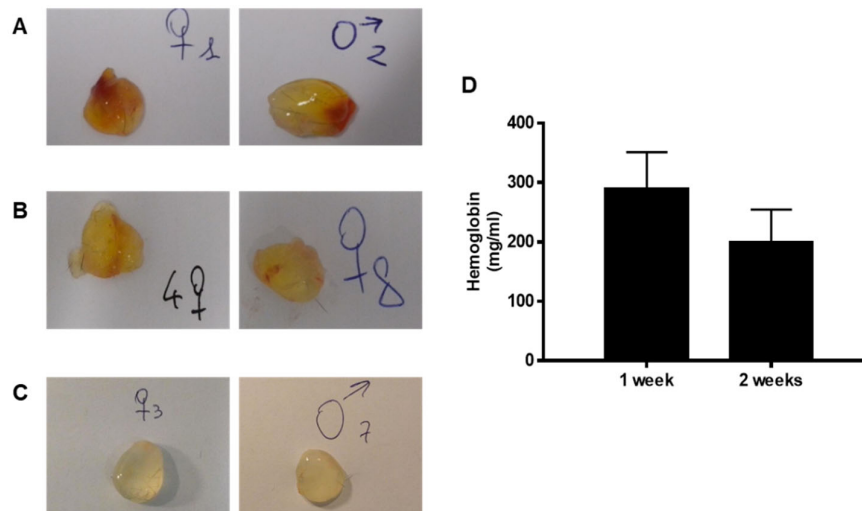 A
♀ 1
♂ 2
B
4 ♀
♀ 8
C
♀ 3
♂ 7
D
Hemoglobin
(mg/ml)
400
300
200
100
0
1 week
2 weeks